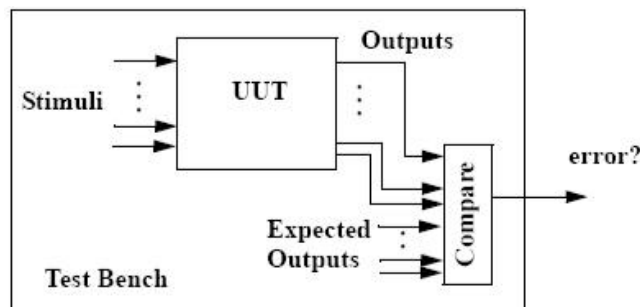 Outputs
UUT
Stimuli
error?
Compare
Expected
Outputs
Test Bench